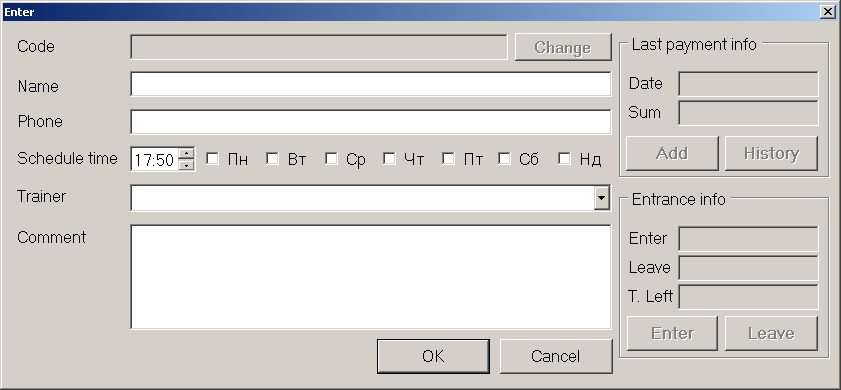 Enter
Code
Change
Name
Phone
Schedule time 17:50 Пн Вт Ср Чт Пт Сб Нд
Trainer
Comment
OK Cancel
Last payment info
Date
Sum
Add History
Entrance info
Enter
Leave
T. Left
Enter Leave